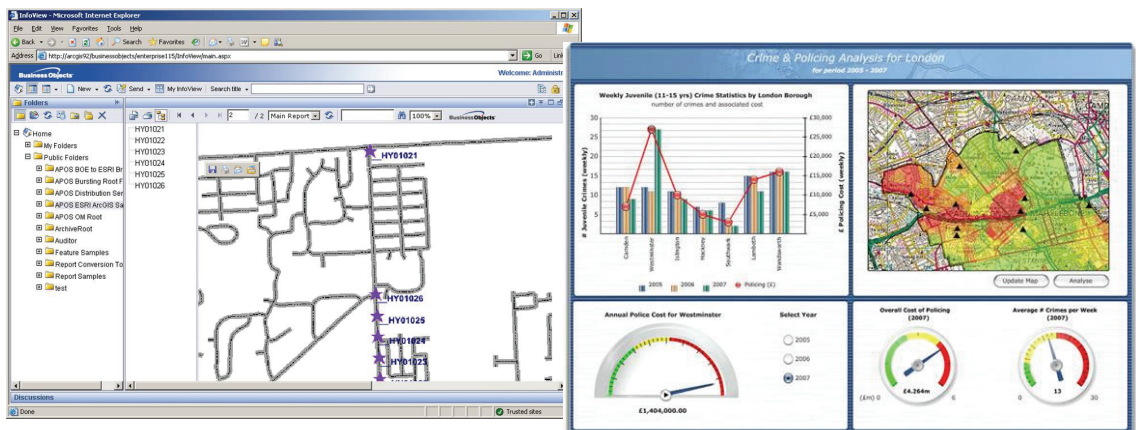 InfoView - Microsoft Internet Explorer
File Edit View Favorites Tools Help
Back Search Favorites
Address http://arcgis92/businessobjects/enterprise115/InfoView/main.aspx Go Link
Business Objects Welcome: Administr
New Send My InfoView Search title
Folders
2 / 2 Main Report 100% Business Objects
Home
My Folders
Public Folders
APOS BOE to ESRI Br
APOS Bursting Root F
APOS Distribution Ser
APOS ESRI ArcGIS Sa
APOS OM Root
ArchiveRoot
Auditor
Feature Samples
Report Conversion To
Report Samples
test
HY01021
HY01022
HY01023
HY01024
HY01025
HY01026
HY01021
HY01026
HY01025
HY01024
HY01023
Discussions
Done Trusted sites
Crime & Policing Analysis for London
for period 2005 - 2007
Weekly Juvenile (11-15 yrs) Crime Statistics by London Borough
number of crimes and associated cost
# Juvenile Crimes (weekly)
30
25
20
15
10
5
£ Policing Cost (weekly)
£30,000
£25,000
£20,000
£15,000
£10,000
£5,000
Camden
Westminster
Islington
Hackney
Southwark
Lambeth
Wandsworth
2005 2006 2007 Policing (£)
Update Map Analyse
Annual Police Cost for Westminster
£1,404,000.00
Select Year
2005
2006
2007
Overall Cost of Policing
(2007)
£4.264m
(£m) 0 6
Average # Crimes per Week
(2007)
13
0 30